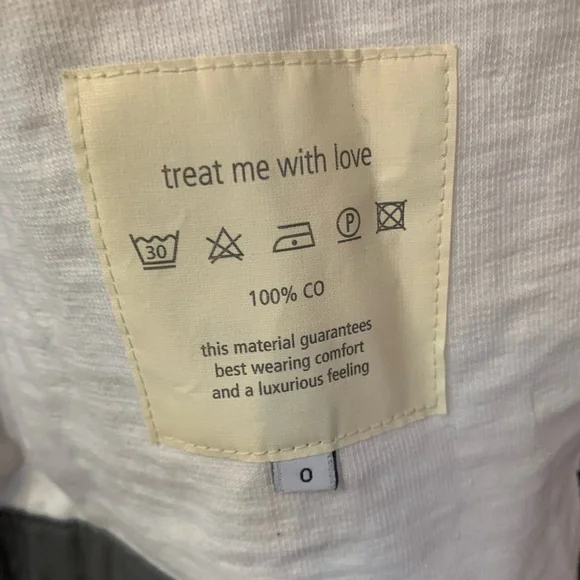 treat me with love
30
P
100% CO
this material guarantees
best wearing comfort
and a luxurious feeling
0